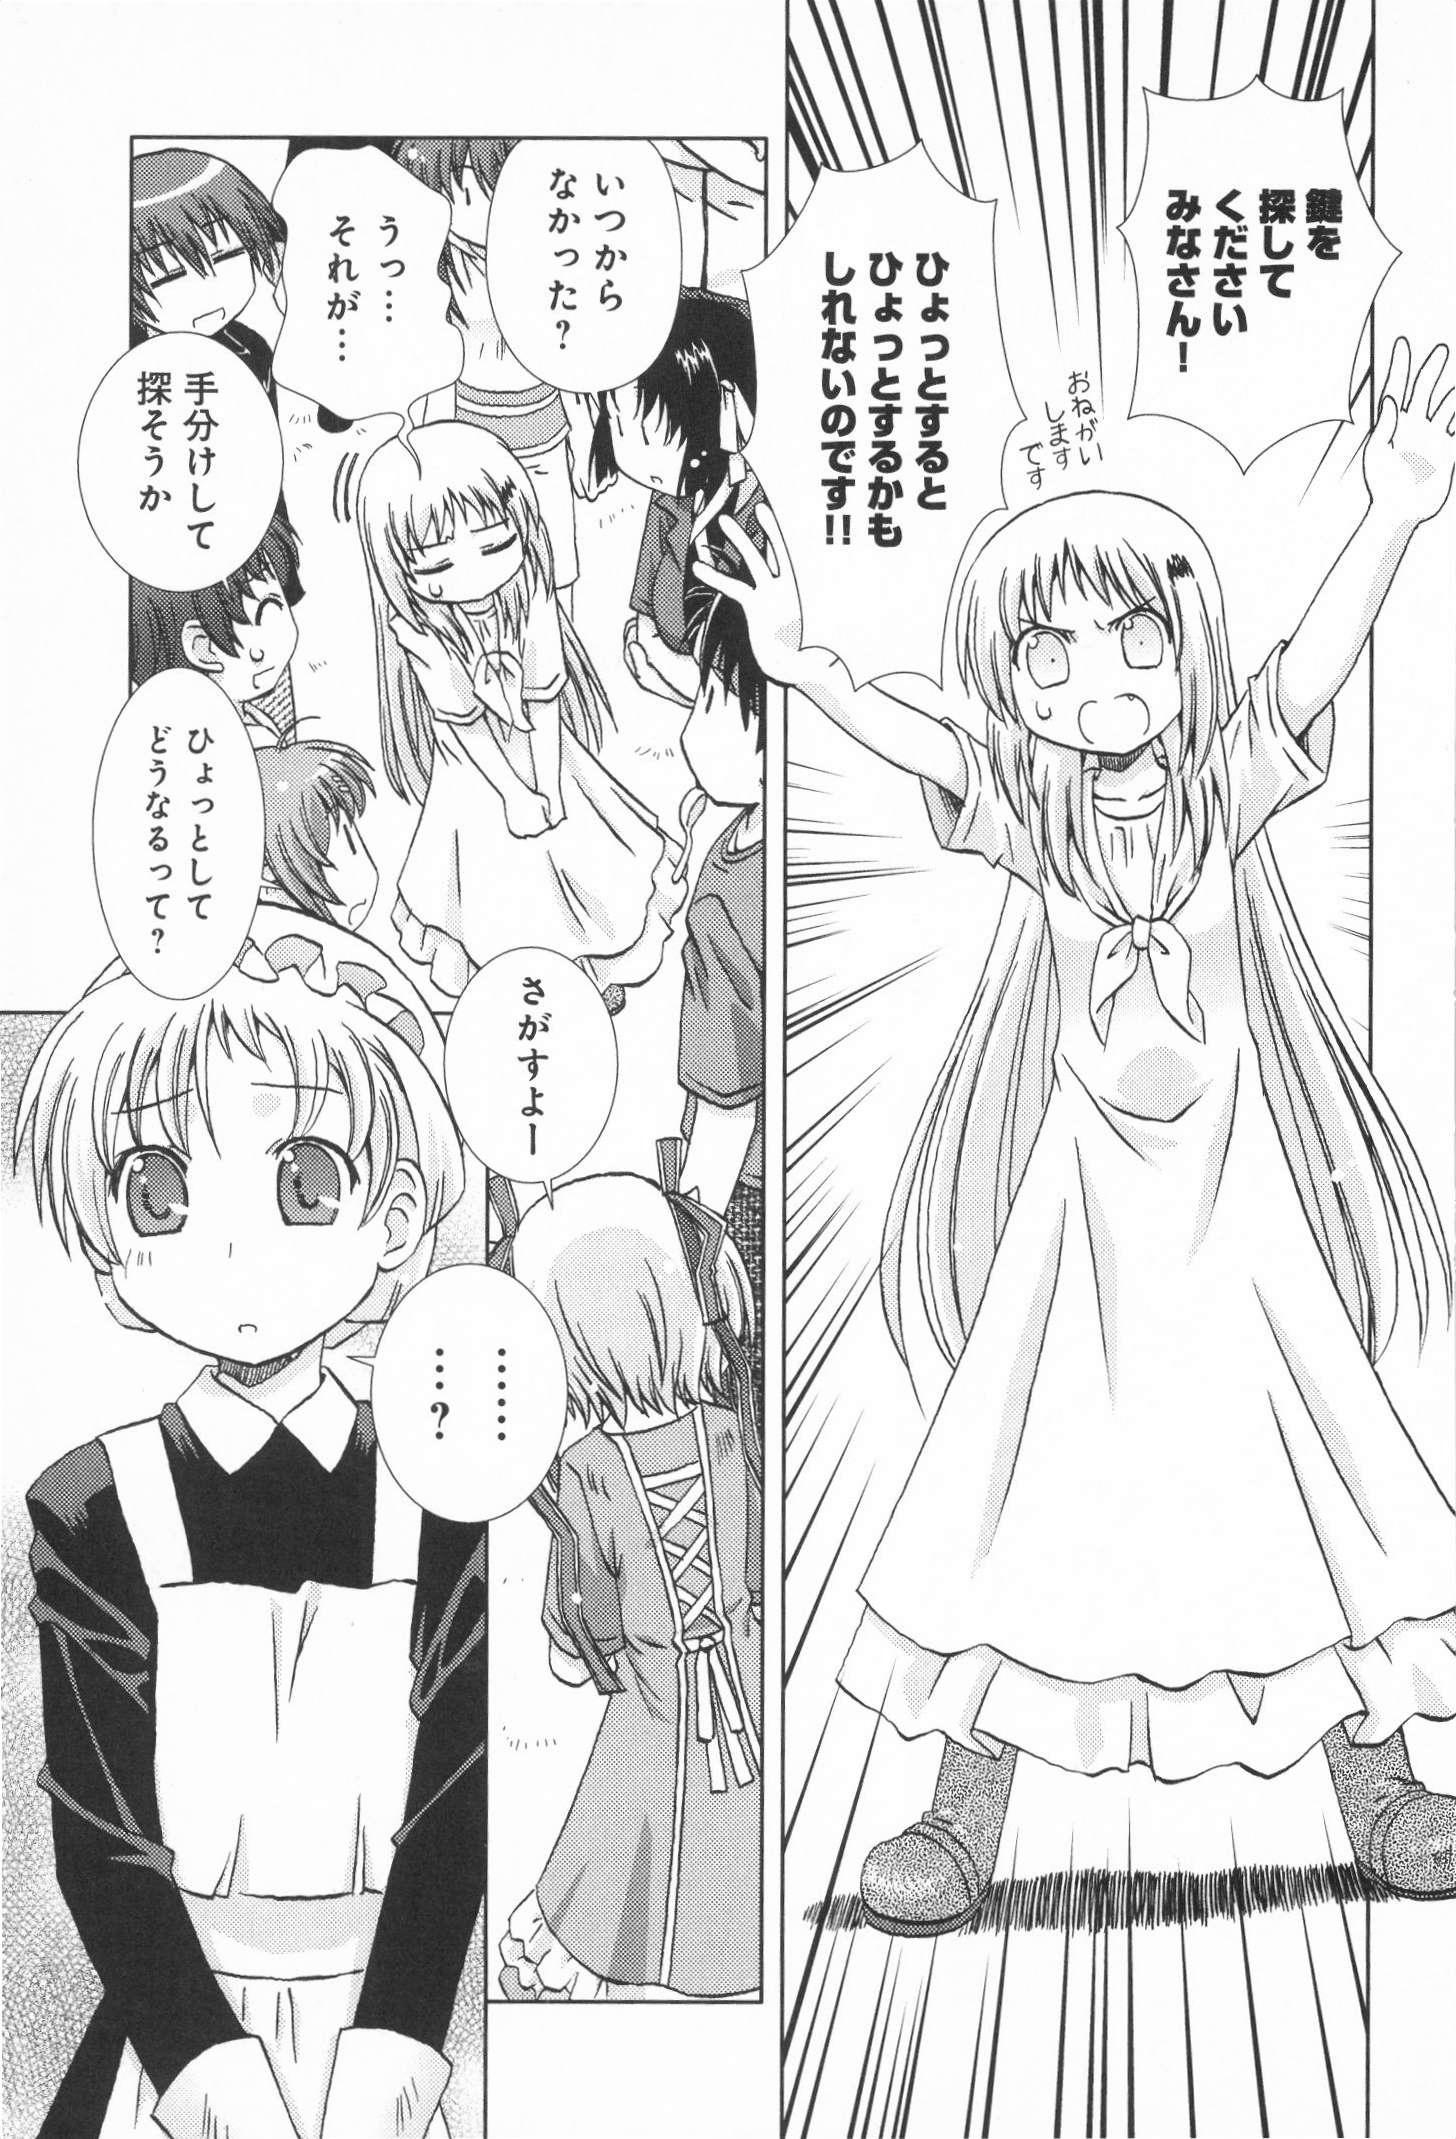 鍵を
探して
ください
みなさん！
おねがい
します
です
ひょっとすると
ひょっとするかも
しれないのです!!
いつから
なかった？
うっ…
それが…
手分けして
探そうか
ひょっとして
どうなるって？
さがすよー
……
……？